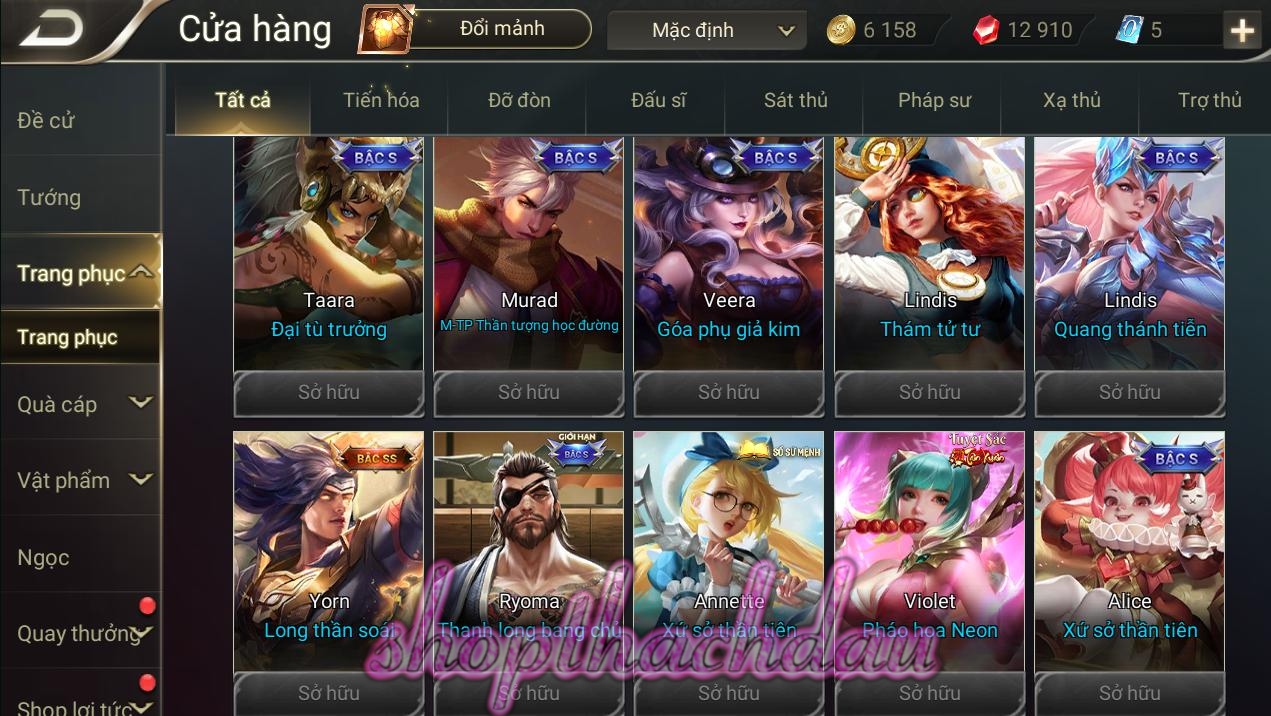 Cửa hàng
Đổi mảnh
Mặc định
6 158
12 910
5
Đề cử
Tướng
Trang phục
Trang phục
Quà cáp
Vật phẩm
Ngọc
Quay thưởng
Shop lợi tức
Tất cả
Tiến hóa
Đỡ đòn
Đấu sĩ
Sát thủ
Pháp sư
Xạ thủ
Trợ thủ
BẬC S
Taara
Đại tù trưởng
Sở hữu
BẬC S
Murad
M-TP Thần tượng học đường
Sở hữu
BẬC S
Veera
Góa phụ giả kim
Sở hữu
Lindis
Thám tử tư
Sở hữu
BẬC S
Lindis
Quang thánh tiễn
Sở hữu
BẬC SS
Yorn
Long thần soái
Sở hữu
GIỚI HẠN
BẬC S
Ryoma
Thanh long bang chủ
Sở hữu
SỔ SỨ MỆNH
Annette
Xứ sở thần tiên
Sở hữu
Tuyệt Sắc
Tân Xuân
Violet
Pháo hoa Neon
Sở hữu
BẬC S
Alice
Xứ sở thần tiên
Sở hữu
shopthachdau